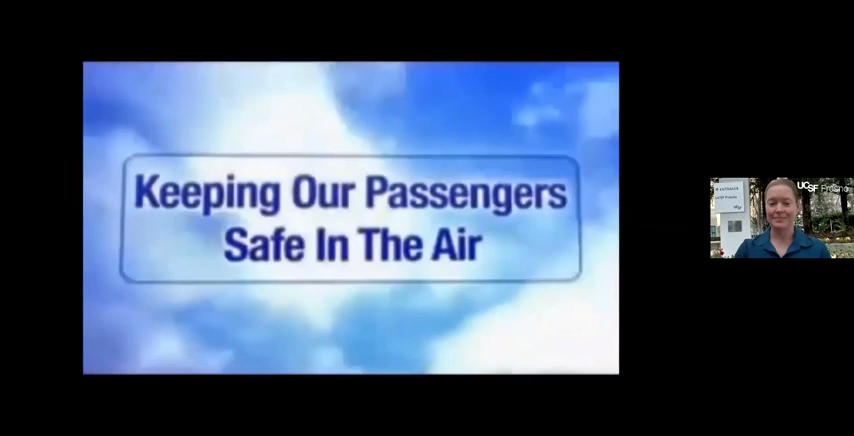 Keeping Our Passengers
Safe In The Air
UCSF Fresno